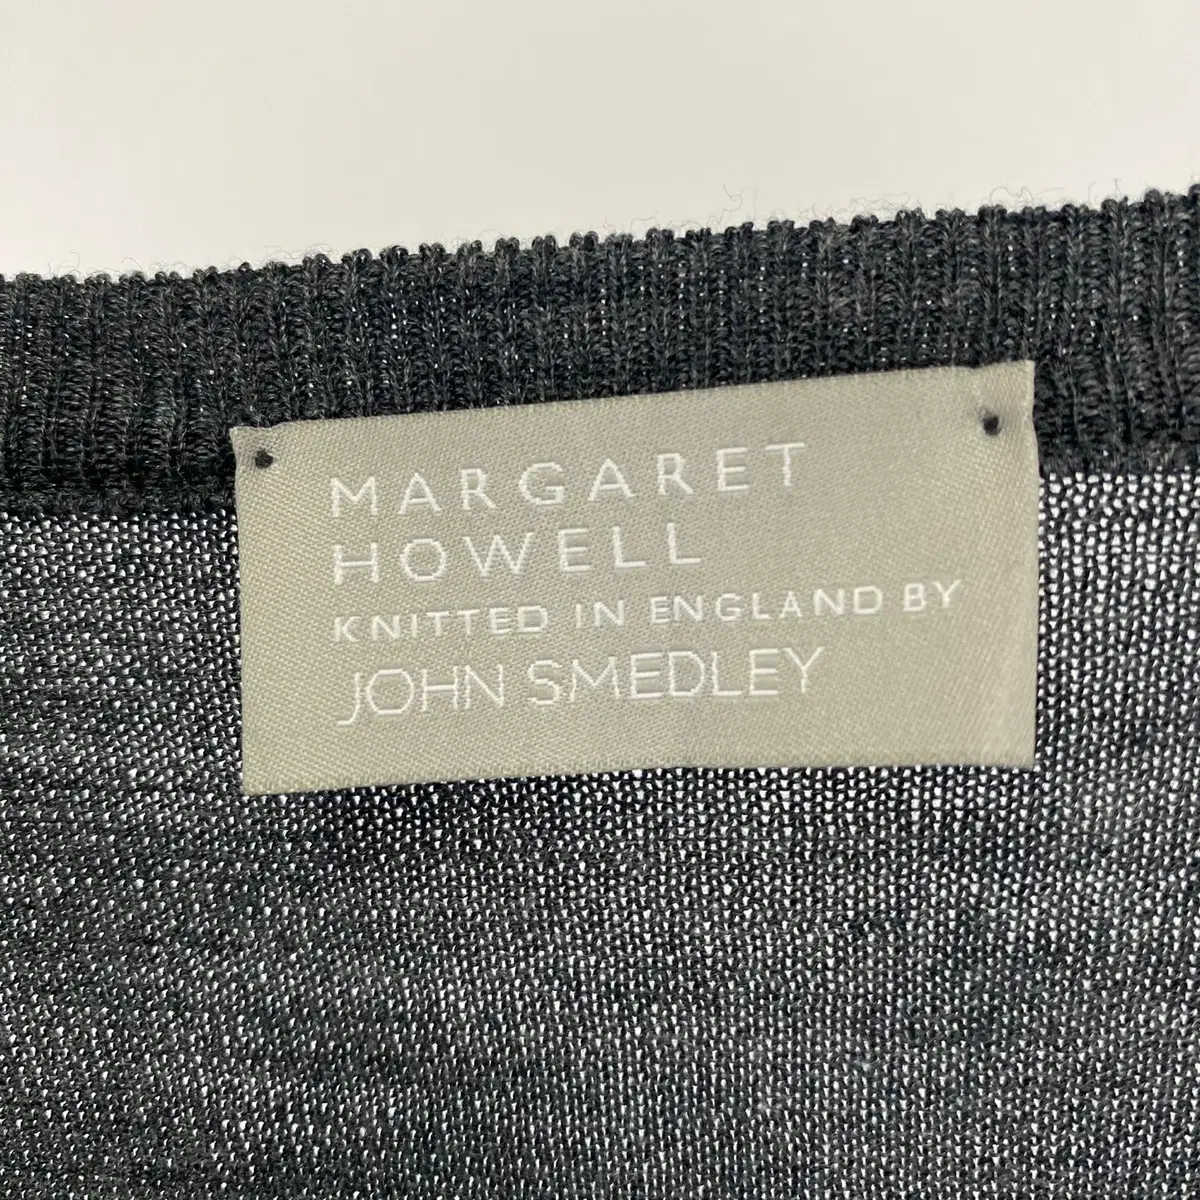 MARGARET
HOWELL
KNITTED IN ENGLAND BY
JOHN SMEDLEY